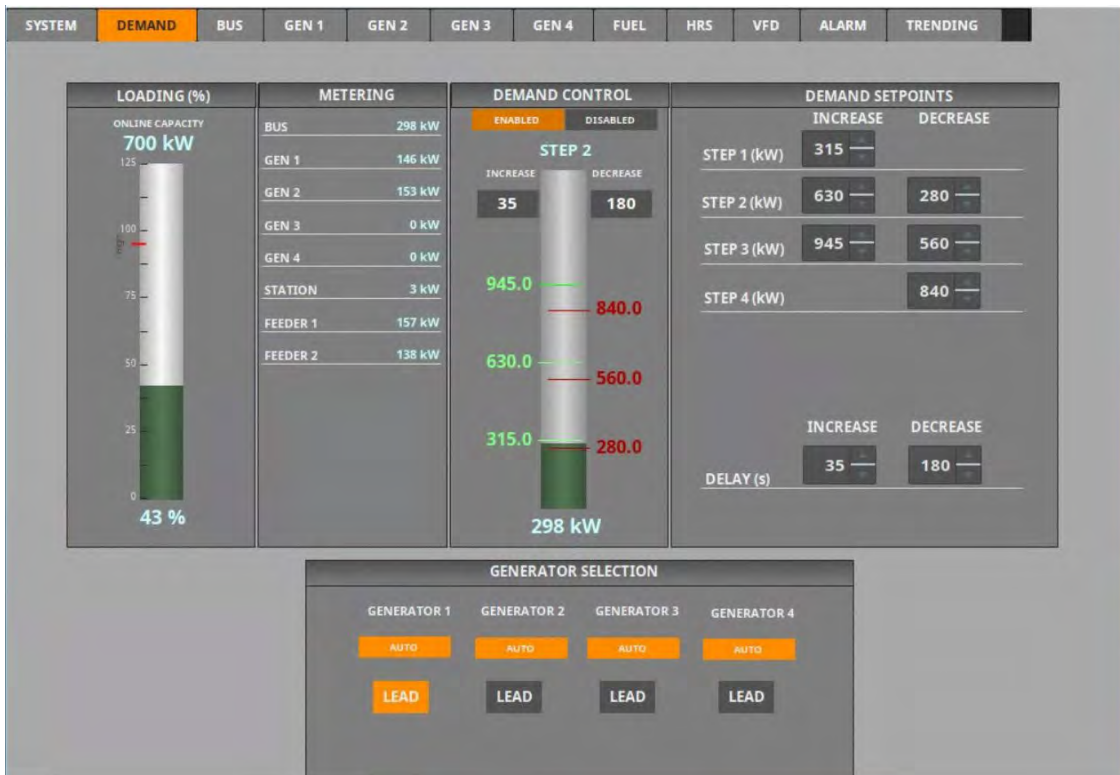 SYSTEM DEMAND BUS GEN 1 GEN 2 GEN 3 GEN 4 FUEL HRS VFD ALARM TRENDING
LOADING (%)
ONLINE CAPACITY
700 kW
125
100
75
50
25
0
43 %
METERING
BUS 298 kW
GEN 1 146 kW
GEN 2 153 kW
GEN 3 0 kW
GEN 4 0 kW
STATION 3 kW
FEEDER 1 157 kW
FEEDER 2 138 kW
DEMAND CONTROL
ENABLED DISABLED
STEP 2
INCREASE DECREASE
35 180
945.0
840.0
630.0
560.0
315.0
280.0
298 kW
DEMAND SETPOINTS
INCREASE DECREASE
STEP 1 (kW) 315
STEP 2 (kW) 630 280
STEP 3 (kW) 945 560
STEP 4 (kW) 840
INCREASE DECREASE
DELAY (s) 35 180
GENERATOR SELECTION
GENERATOR 1 GENERATOR 2 GENERATOR 3 GENERATOR 4
AUTO AUTO AUTO AUTO
LEAD LEAD LEAD LEAD